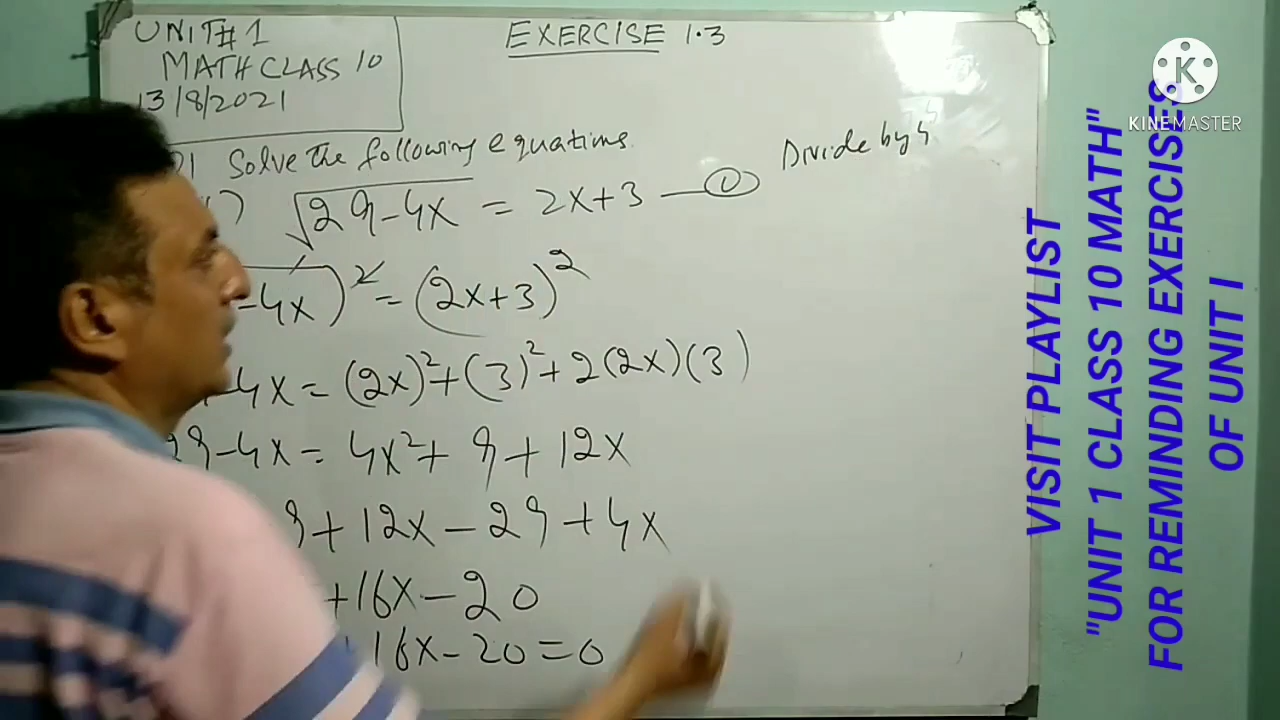 UNIT# 1
MATH CLASS 10
13/8/2021
EXERCISE 1.3
Solve the following equations.
√29-4x = 2x+3 — ①
-4x)² = (2x+3)²
-4x = (2x)²+(3)²+2(2x)(3)
29-4x = 4x²+ 9+12x
9+12x-29+4x
+16x-20
16x-20=0
Divide by 4
KINEMASTER
VISIT PLAYLIST
"UNIT 1 CLASS 10 MATH"
FOR REMINDING EXERCISES
OF UNIT I